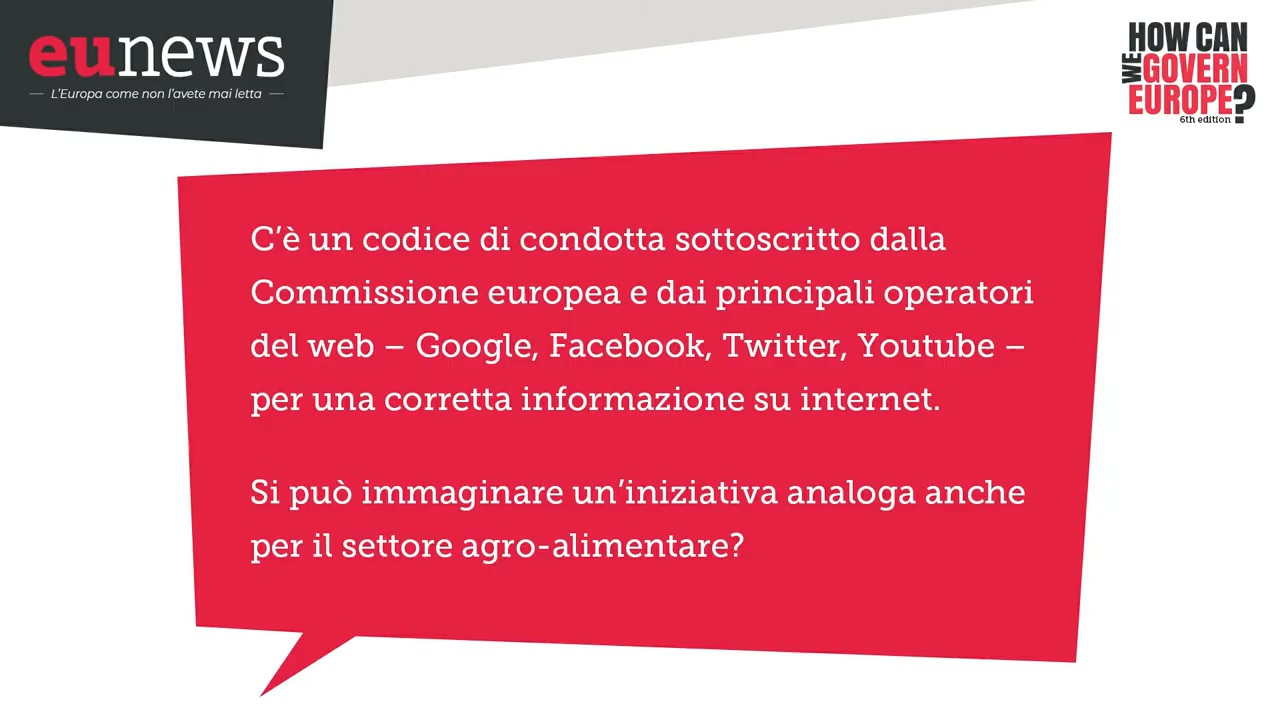 eunews
— L'Europa come non l'avete mai letta —
HOW CAN
WE GOVERN
EUROPE?
6th edition
C'è un codice di condotta sottoscritto dalla
Commissione europea e dai principali operatori
del web – Google, Facebook, Twitter, Youtube –
per una corretta informazione su internet.
Si può immaginare un'iniziativa analoga anche
per il settore agro-alimentare?